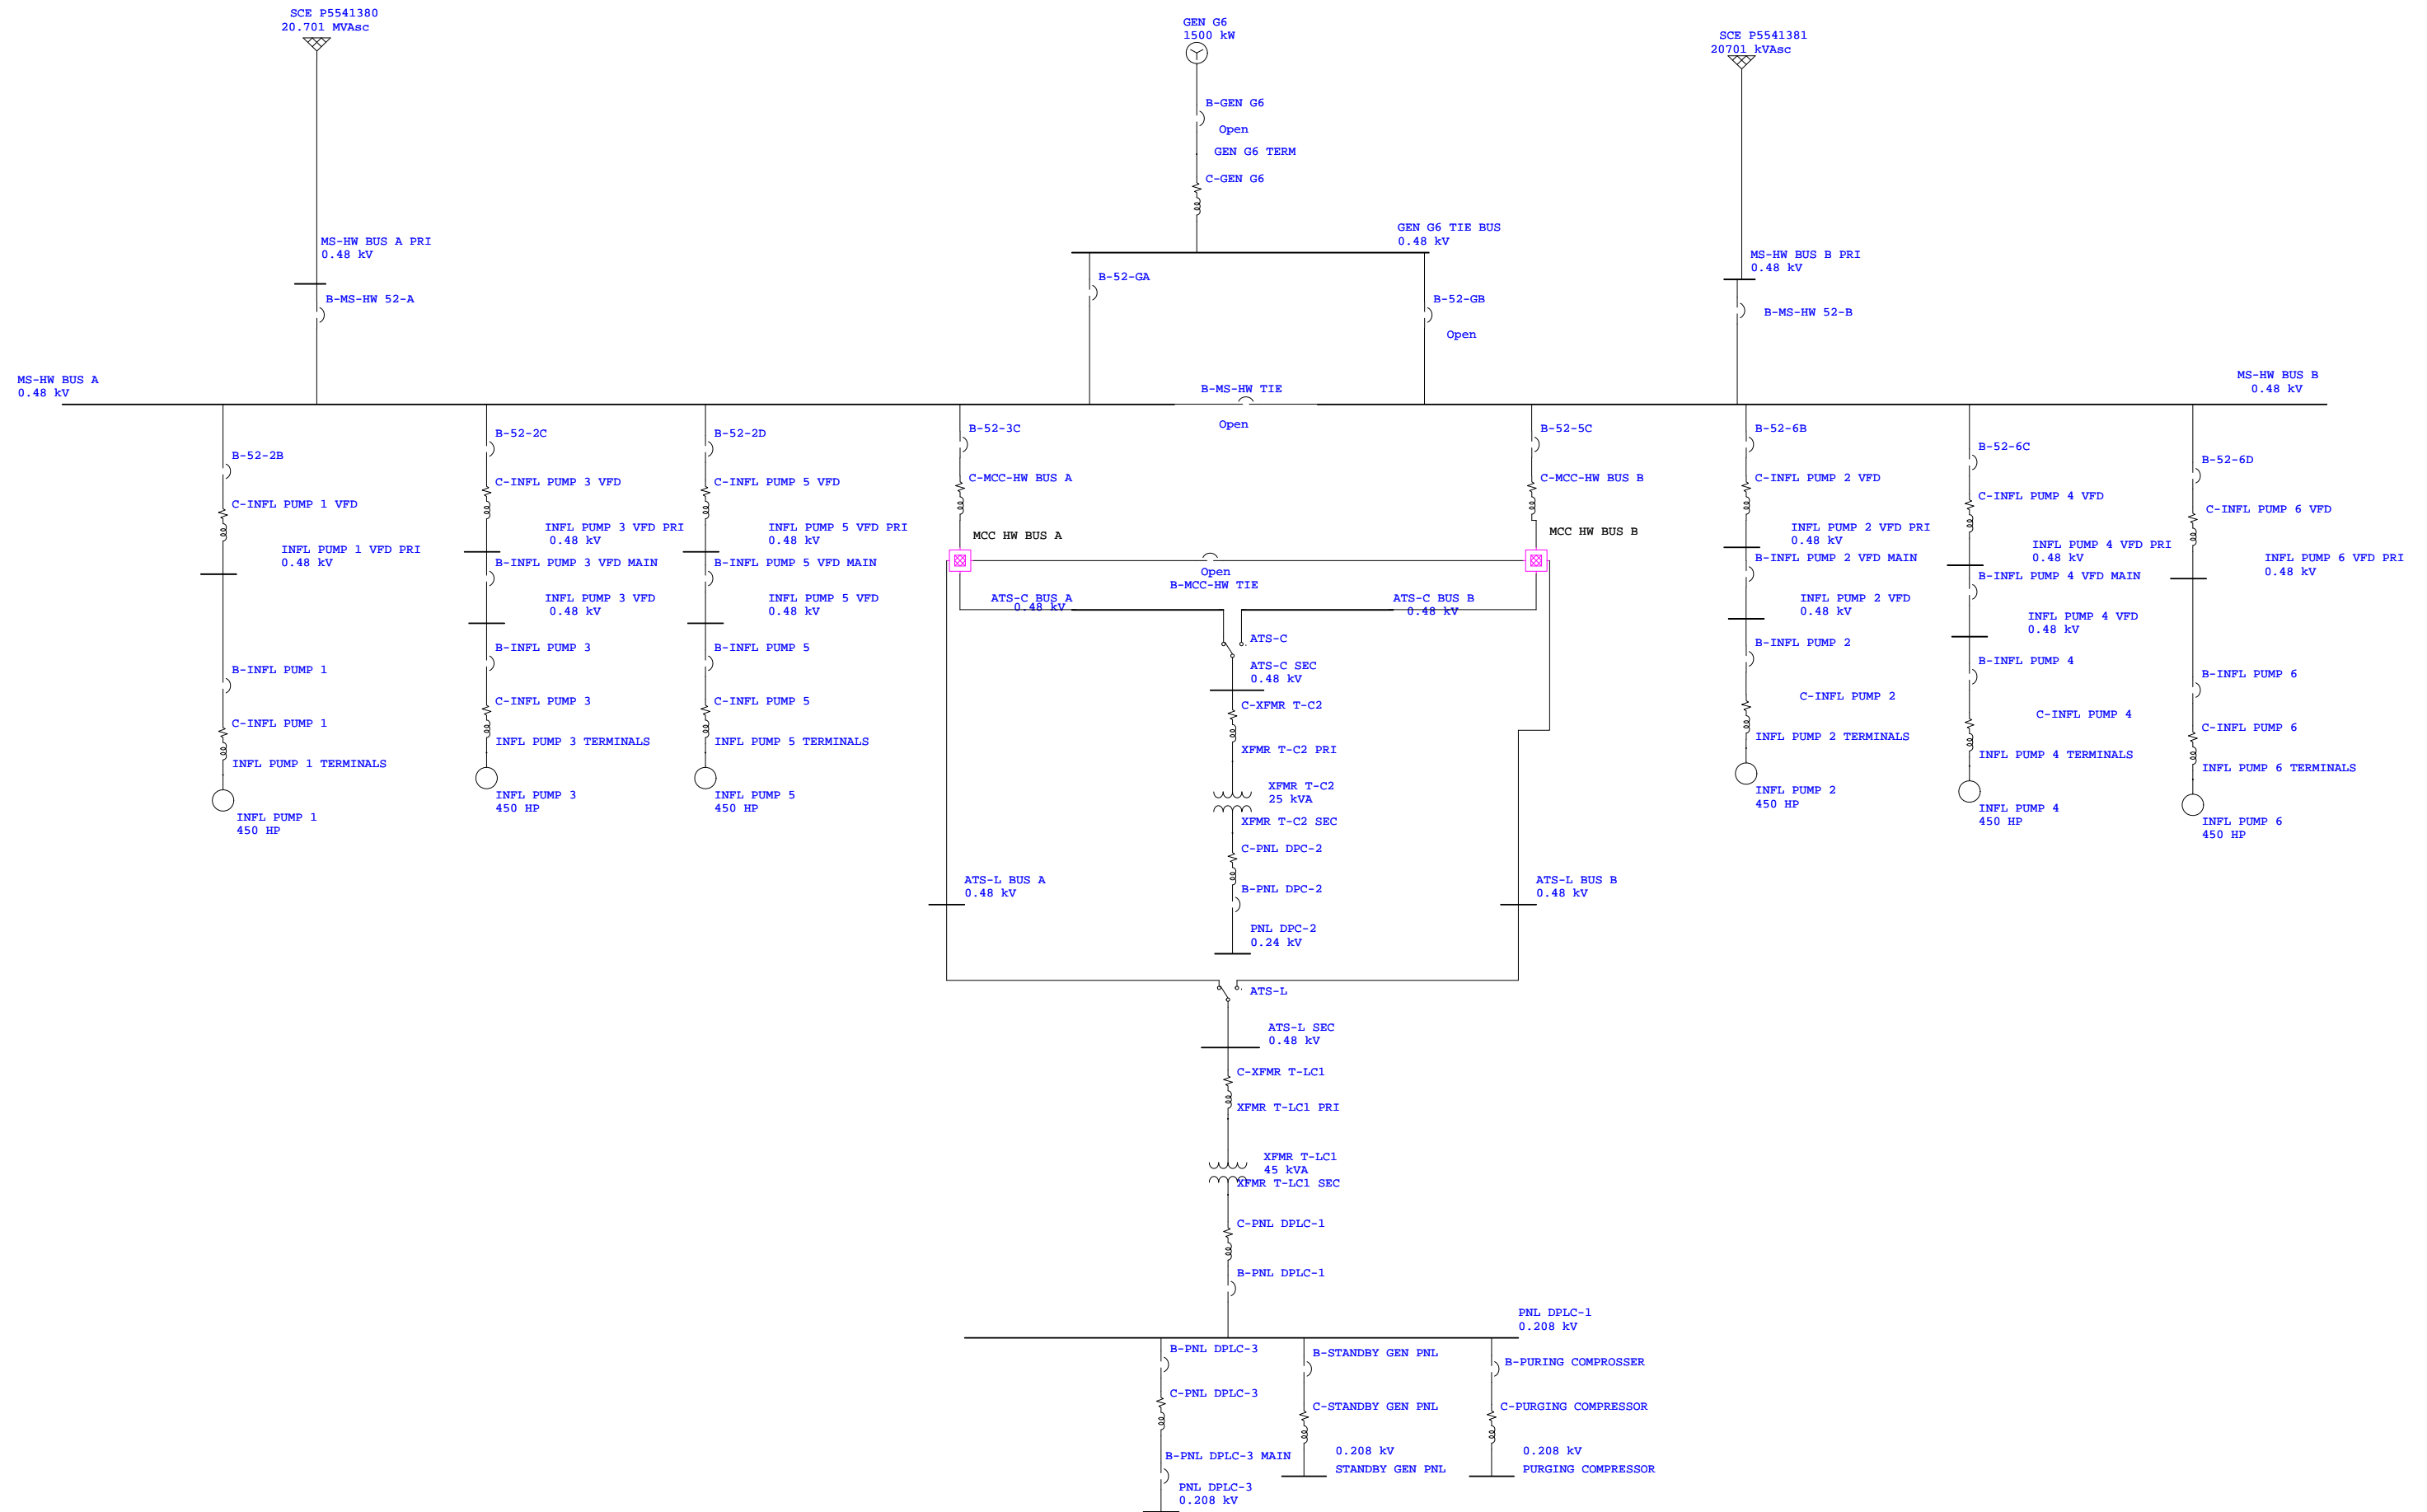 SCE P5541380
20.701 MVAsc
GEN G6
1500 kW
SCE P5541381
20701 kVAsc
B-GEN G6
Open
GEN G6 TERM
C-GEN G6
MS-HW BUS A PRI
0.48 kV
B-MS-HW 52-A
GEN G6 TIE BUS
0.48 kV
B-52-GA
B-52-GB
Open
MS-HW BUS B PRI
0.48 kV
B-MS-HW 52-B
MS-HW BUS A
0.48 kV
B-MS-HW TIE
Open
MS-HW BUS B
0.48 kV
B-52-2B
C-INFL PUMP 1 VFD
INFL PUMP 1 VFD PRI
0.48 kV
B-INFL PUMP 1
C-INFL PUMP 1
INFL PUMP 1 TERMINALS
INFL PUMP 1
450 HP
B-52-2C
C-INFL PUMP 3 VFD
INFL PUMP 3 VFD PRI
0.48 kV
B-INFL PUMP 3 VFD MAIN
INFL PUMP 3 VFD
0.48 kV
B-INFL PUMP 3
C-INFL PUMP 3
INFL PUMP 3 TERMINALS
INFL PUMP 3
450 HP
B-52-2D
C-INFL PUMP 5 VFD
INFL PUMP 5 VFD PRI
0.48 kV
B-INFL PUMP 5 VFD MAIN
INFL PUMP 5 VFD
0.48 kV
B-INFL PUMP 5
C-INFL PUMP 5
INFL PUMP 5 TERMINALS
INFL PUMP 5
450 HP
B-52-3C
C-MCC-HW BUS A
MCC HW BUS A
Open
B-MCC-HW TIE
B-52-5C
C-MCC-HW BUS B
MCC HW BUS B
ATS-C BUS A
0.48 kV
ATS-C BUS B
0.48 kV
ATS-C
ATS-C SEC
0.48 kV
C-XFMR T-C2
XFMR T-C2 PRI
XFMR T-C2
25 kVA
XFMR T-C2 SEC
C-PNL DPC-2
B-PNL DPC-2
PNL DPC-2
0.24 kV
B-52-6B
C-INFL PUMP 2 VFD
INFL PUMP 2 VFD PRI
0.48 kV
B-INFL PUMP 2 VFD MAIN
INFL PUMP 2 VFD
0.48 kV
B-INFL PUMP 2
C-INFL PUMP 2
INFL PUMP 2 TERMINALS
INFL PUMP 2
450 HP
B-52-6C
C-INFL PUMP 4 VFD
INFL PUMP 4 VFD PRI
0.48 kV
B-INFL PUMP 4 VFD MAIN
INFL PUMP 4 VFD
0.48 kV
B-INFL PUMP 4
C-INFL PUMP 4
INFL PUMP 4 TERMINALS
INFL PUMP 4
450 HP
B-52-6D
C-INFL PUMP 6 VFD
INFL PUMP 6 VFD PRI
0.48 kV
B-INFL PUMP 6
C-INFL PUMP 6
INFL PUMP 6 TERMINALS
INFL PUMP 6
450 HP
ATS-L BUS A
0.48 kV
ATS-L BUS B
0.48 kV
ATS-L
ATS-L SEC
0.48 kV
C-XFMR T-LC1
XFMR T-LC1 PRI
XFMR T-LC1
45 kVA
XFMR T-LC1 SEC
C-PNL DPLC-1
B-PNL DPLC-1
PNL DPLC-1
0.208 kV
B-PNL DPLC-3
C-PNL DPLC-3
B-PNL DPLC-3 MAIN
PNL DPLC-3
0.208 kV
B-STANDBY GEN PNL
C-STANDBY GEN PNL
0.208 kV
STANDBY GEN PNL
B-PURING COMPROSSER
C-PURGING COMPRESSOR
0.208 kV
PURGING COMPRESSOR